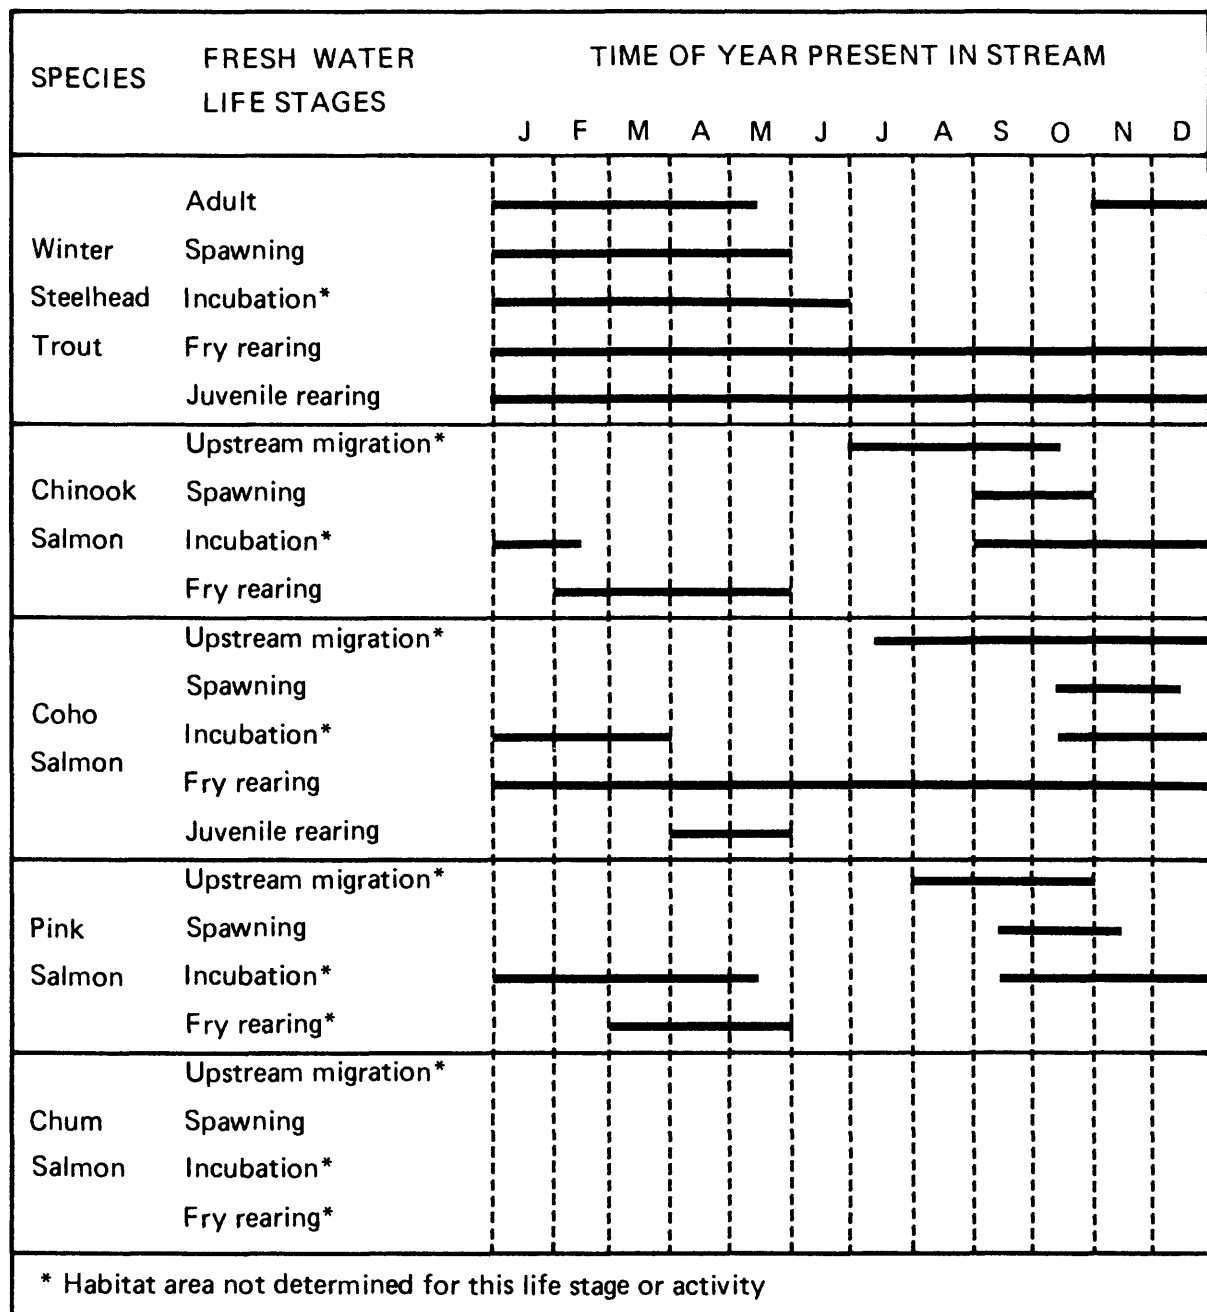 SPECIES
FRESH WATER
LIFE STAGES
TIME OF YEAR PRESENT IN STREAM
J F M A M J J A S O N D
Winter
Steelhead
Trout
Adult
Spawning
Incubation*
Fry rearing
Juvenile rearing
Chinook
Salmon
Upstream migration*
Spawning
Incubation*
Fry rearing
Coho
Salmon
Upstream migration*
Spawning
Incubation*
Fry rearing
Juvenile rearing
Pink
Salmon
Upstream migration*
Spawning
Incubation*
Fry rearing*
Chum
Salmon
Upstream migration*
Spawning
Incubation*
Fry rearing*
* Habitat area not determined for this life stage or activity